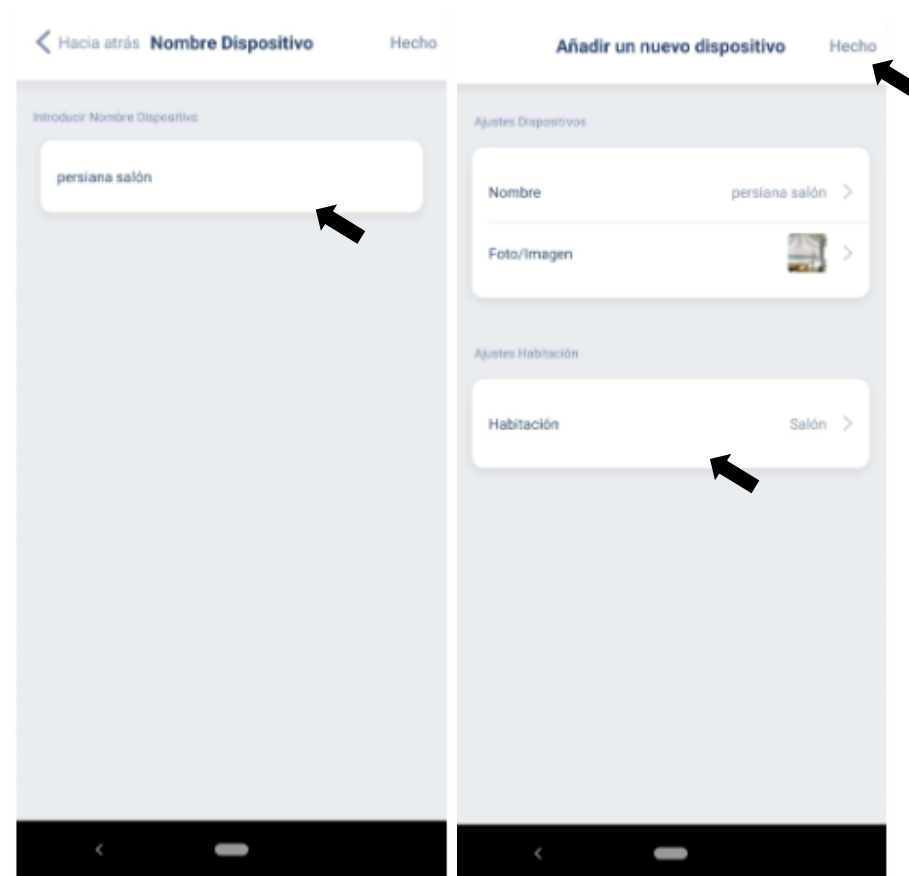 Hacia atrás Nombre Dispositivo Hecho
Introducir Nombre Dispositivo
persiana salón
Añadir un nuevo dispositivo Hecho
Ajustes Dispositivos
Nombre persiana salón
Foto/Imagen
Ajustes Habitación
Habitación Salón